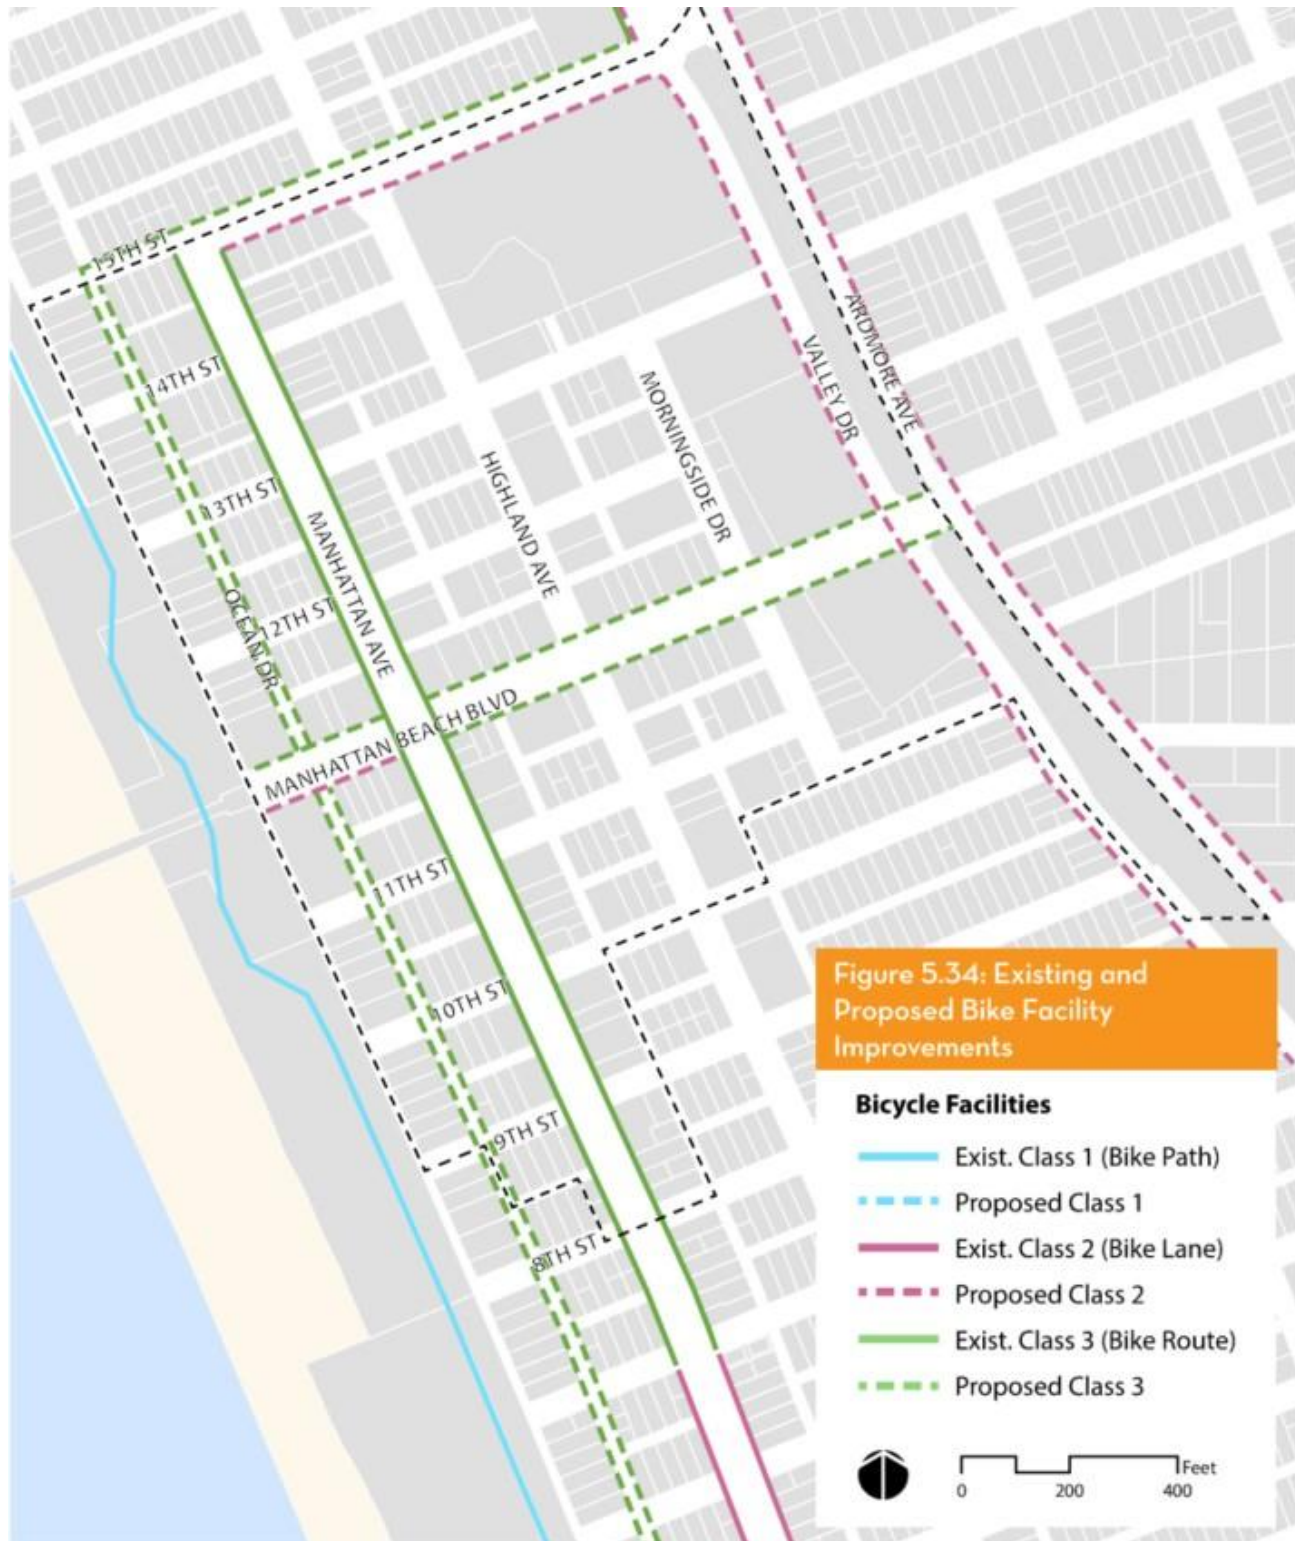 15TH ST
14TH ST
13TH ST
12TH ST
OCEAN DR
MANHATTAN AVE
HIGHLAND AVE
MORNINGSIDE DR
VALLEY DR
ARDMORE AVE
MANHATTAN BEACH BLVD
11TH ST
10TH ST
9TH ST
8TH ST
Figure 5.34: Existing and
Proposed Bike Facility
Improvements
Bicycle Facilities
Exist. Class 1 (Bike Path)
Proposed Class 1
Exist. Class 2 (Bike Lane)
Proposed Class 2
Exist. Class 3 (Bike Route)
Proposed Class 3
Feet
0 200 400